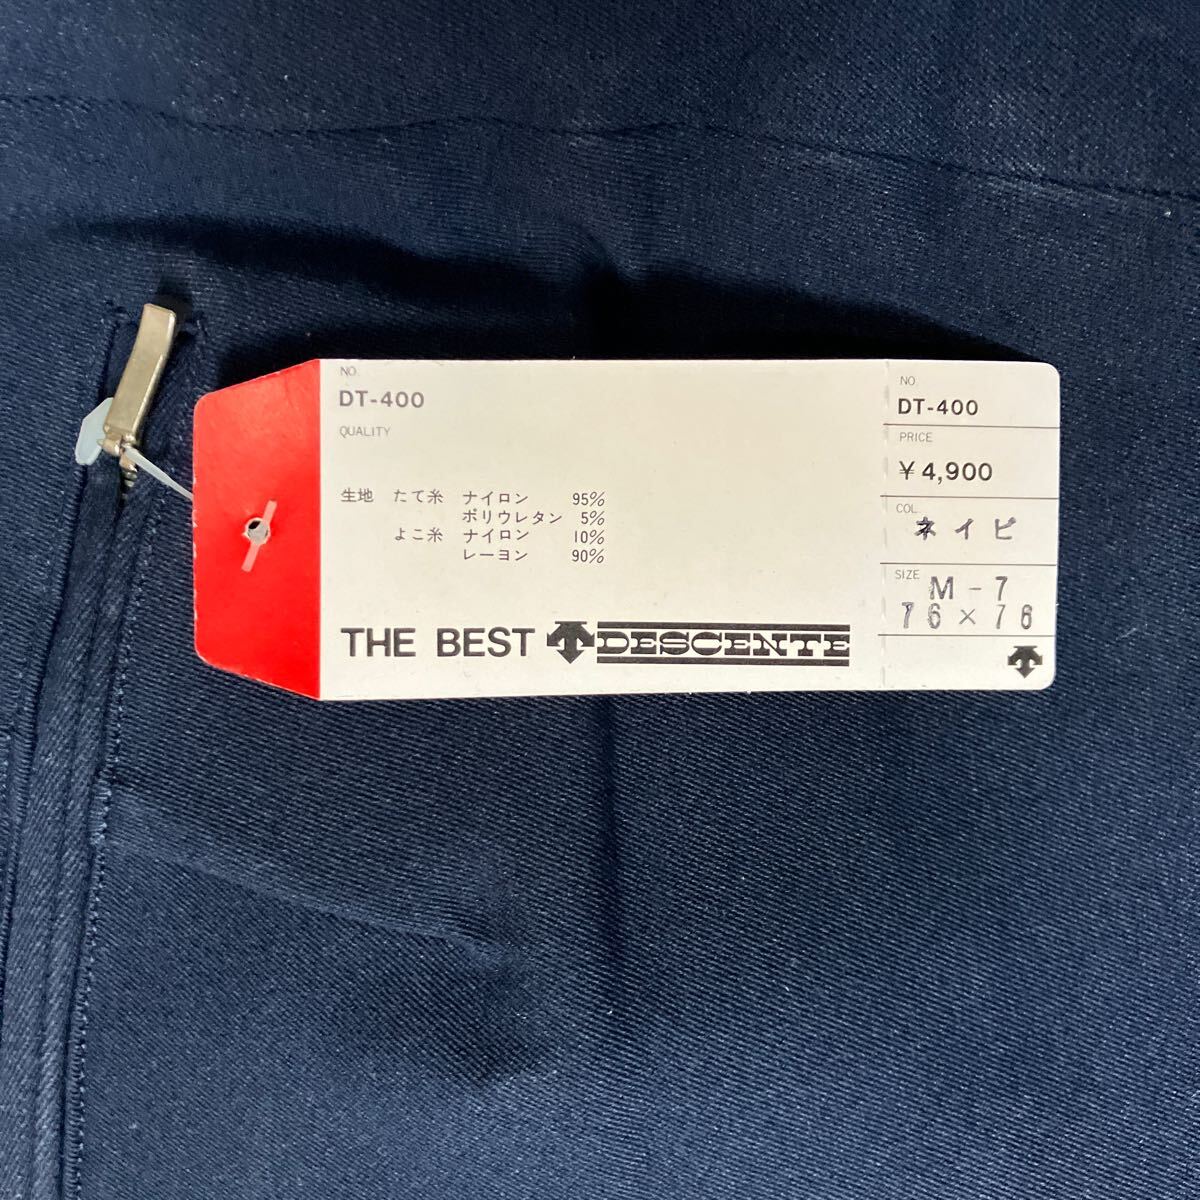 NO.
DT-400
QUALITY
生地 たて糸 ナイロン 95%
ポリウレタン 5%
よこ糸 ナイロン 10%
レーヨン 90%
THE BEST DESCENTE
NO.
DT-400
PRICE
¥4,900
COL.
ネイビ
SIZE
M-7
76×76